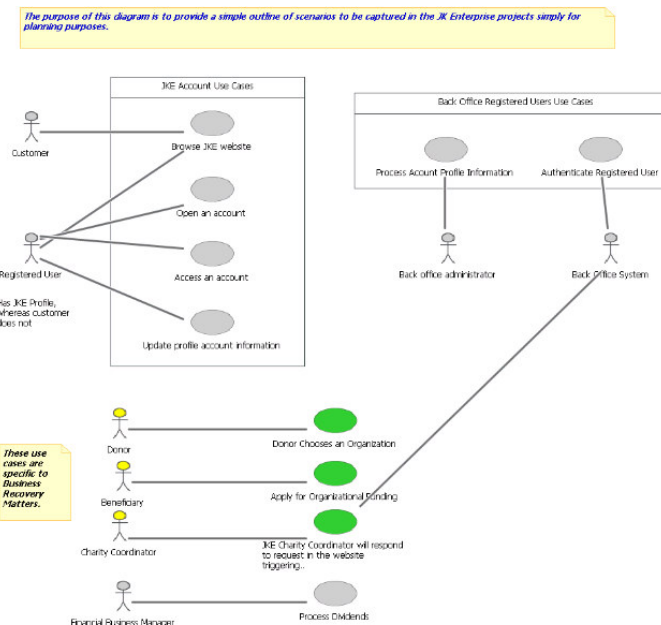 The purpose of this diagram is to provide a simple outline of scenarios to be captured in the JK Enterprise projects simply for
planning purposes.
JKE Account Use Cases
Back Office Registered Users Use Cases
Customer
Browse JKE website
Process Acount Profile Information
Authenticate Registered User
Open an account
Registered User
Access an account
Back office administrator
Back Office System
Has JKE Profile,
whereas customer
does not
Update profile account information
These use
cases are
specific to
Business
Recovery
Matters.
Donor
Donor Chooses an Organization
Beneficiary
Apply for Organizational Funding
Charity Coordinator
JKE Charity Coordinator will respond
to request in the website
triggering..
Financial Business Manager
Process Dividends